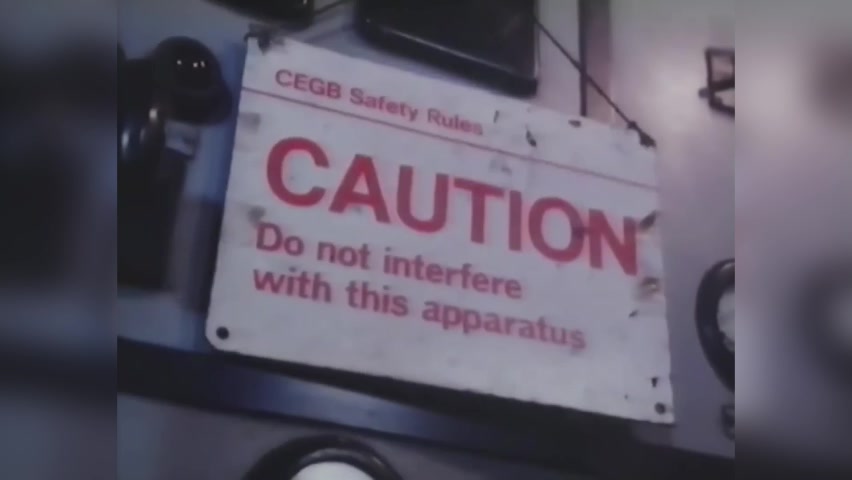 CEGB Safety Rules
CAUTION
Do not interfere
with this apparatus